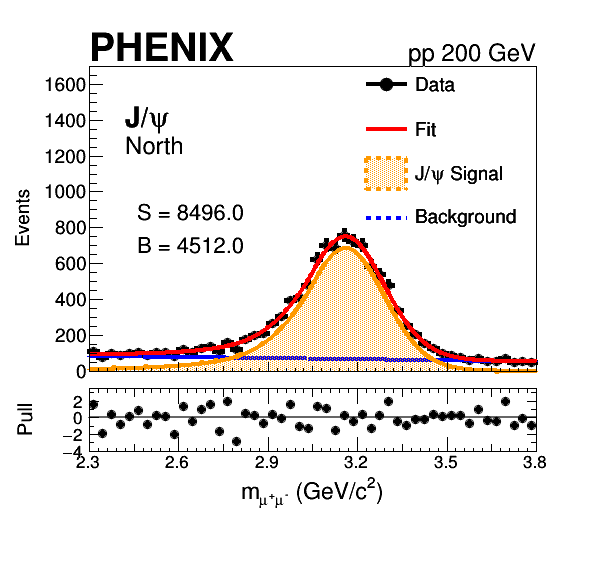 PHENIX pp 200 GeV
1600
1400
1200
1000
800
600
400
200
0
Events
J/ψ
North
S = 8496.0
B = 4512.0
Data
Fit
J/ψ Signal
Background
2
0
−2
−4
Pull
2.3 2.6 2.9 3.2 3.5 3.8
m_μ⁺μ⁻ (GeV/c²)